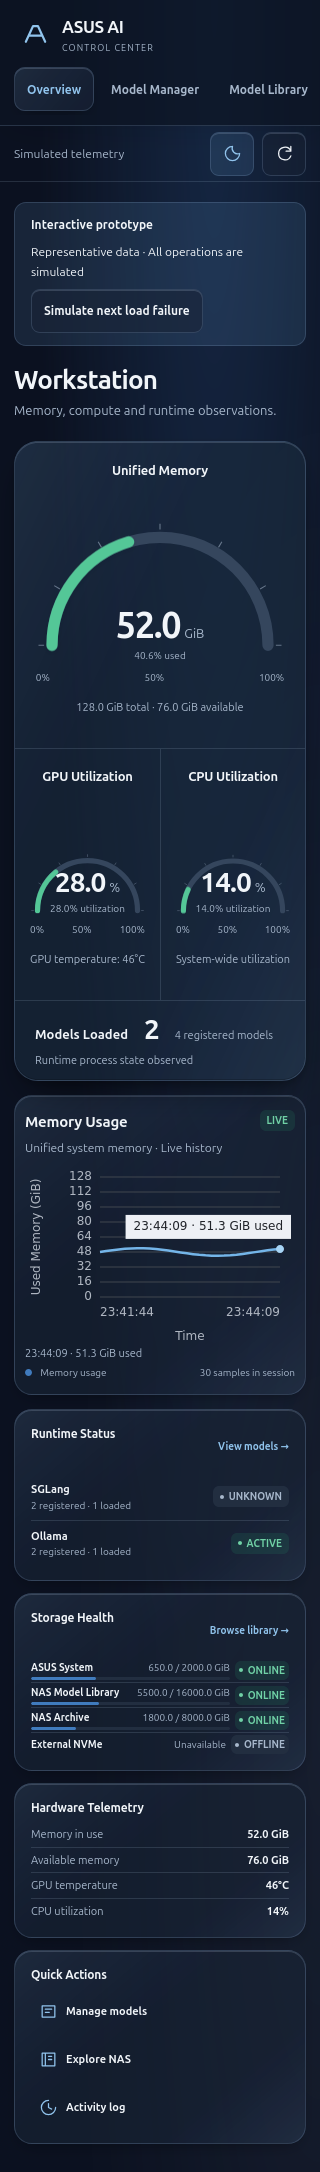 ASUS AI
CONTROL CENTER
Overview
Model Manager
Model Library
Simulated telemetry
Interactive prototype
Representative data · All operations are
simulated
Simulate next load failure
Workstation
Memory, compute and runtime observations.
Unified Memory
52.0 GiB
40.6% used
0% 50% 100%
128.0 GiB total · 76.0 GiB available
GPU Utilization
28.0 %
28.0% utilization
0% 50% 100%
GPU temperature: 46°C
CPU Utilization
14.0 %
14.0% utilization
0% 50% 100%
System-wide utilization
Models Loaded 2 4 registered models
Runtime process state observed
Memory Usage LIVE
Unified system memory · Live history
Used Memory (GiB)
128
112
96
80
64
48
32
16
0
23:44:09 · 51.3 GiB used
23:41:44 23:44:09
Time
23:44:09 · 51.3 GiB used
Memory usage 30 samples in session
Runtime Status
View models →
SGLang
2 registered · 1 loaded
UNKNOWN
Ollama
2 registered · 1 loaded
ACTIVE
Storage Health
Browse library →
ASUS System 650.0 / 2000.0 GiB ONLINE
NAS Model Library 5500.0 / 16000.0 GiB ONLINE
NAS Archive 1800.0 / 8000.0 GiB ONLINE
External NVMe Unavailable OFFLINE
Hardware Telemetry
Memory in use 52.0 GiB
Available memory 76.0 GiB
GPU temperature 46°C
CPU utilization 14%
Quick Actions
Manage models
Explore NAS
Activity log